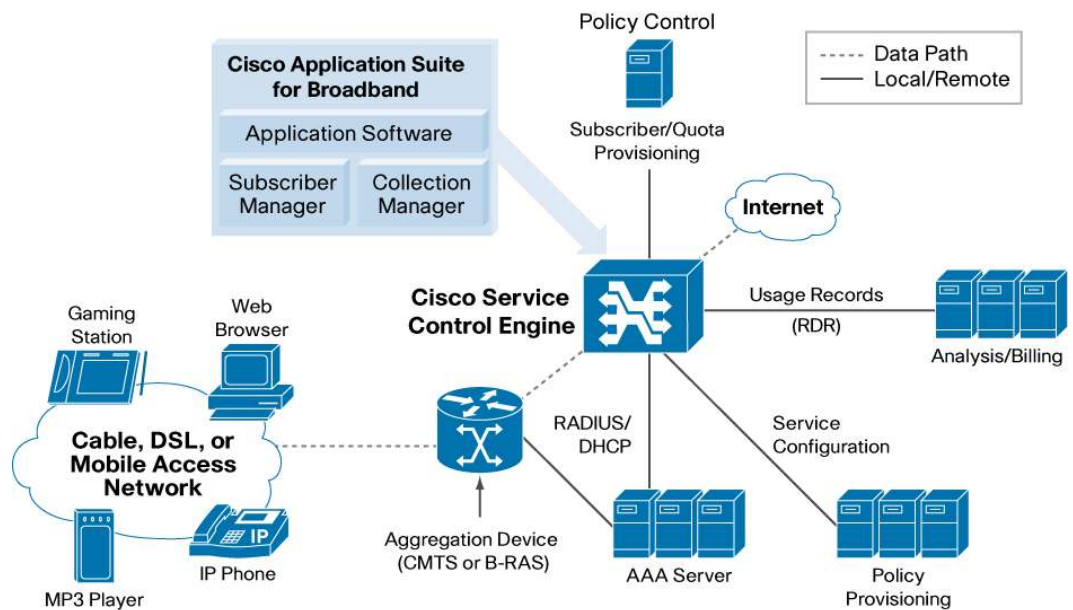 Policy Control
Cisco Application Suite
for Broadband
Application Software
Subscriber
Manager
Collection
Manager
Data Path
Local/Remote
Subscriber/Quota
Provisioning
Internet
Cisco Service
Control Engine
Usage Records
(RDR)
Analysis/Billing
Gaming
Station
Web
Browser
Cable, DSL, or
Mobile Access
Network
RADIUS/
DHCP
Service
Configuration
IP
MP3 Player
IP Phone
Aggregation Device
(CMTS or B-RAS)
AAA Server
Policy
Provisioning